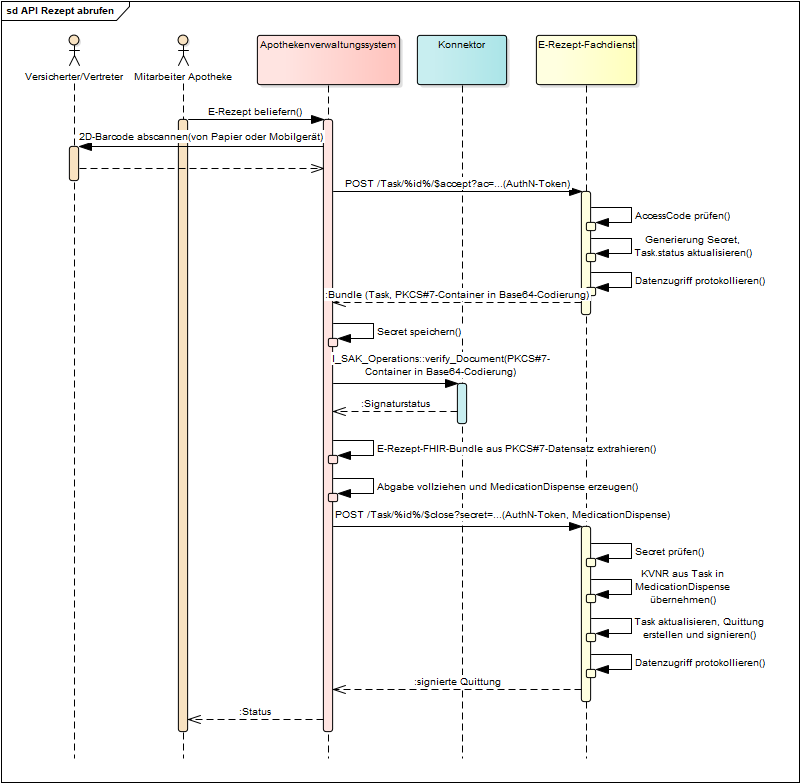 sd API Rezept abrufen
Versicherter/Vertreter
Mitarbeiter Apotheke
Apothekenverwaltungssystem
Konnektor
E-Rezept-Fachdienst
E-Rezept beliefern()
2D-Barcode abscannen(von Papier oder Mobilgerät)
POST /Task/%id%/$accept?ac=...(AuthN-Token)
AccessCode prüfen()
Generierung Secret,
Task.status aktualisieren()
Datenzugriff protokollieren()
:Bundle (Task, PKCS#7-Container in Base64-Codierung)
Secret speichern()
I_SAK_Operations::verify_Document(PKCS#7-
Container in Base64-Codierung)
:Signaturstatus
E-Rezept-FHIR-Bundle aus PKCS#7-Datensatz extrahieren()
Abgabe vollziehen und MedicationDispense erzeugen()
POST /Task/%id%/$close?secret=...(AuthN-Token, MedicationDispense)
Secret prüfen()
KVNR aus Task in
MedicationDispense
übernehmen()
Task aktualisieren, Quittung
erstellen und signieren()
Datenzugriff protokollieren()
:signierte Quittung
:Status